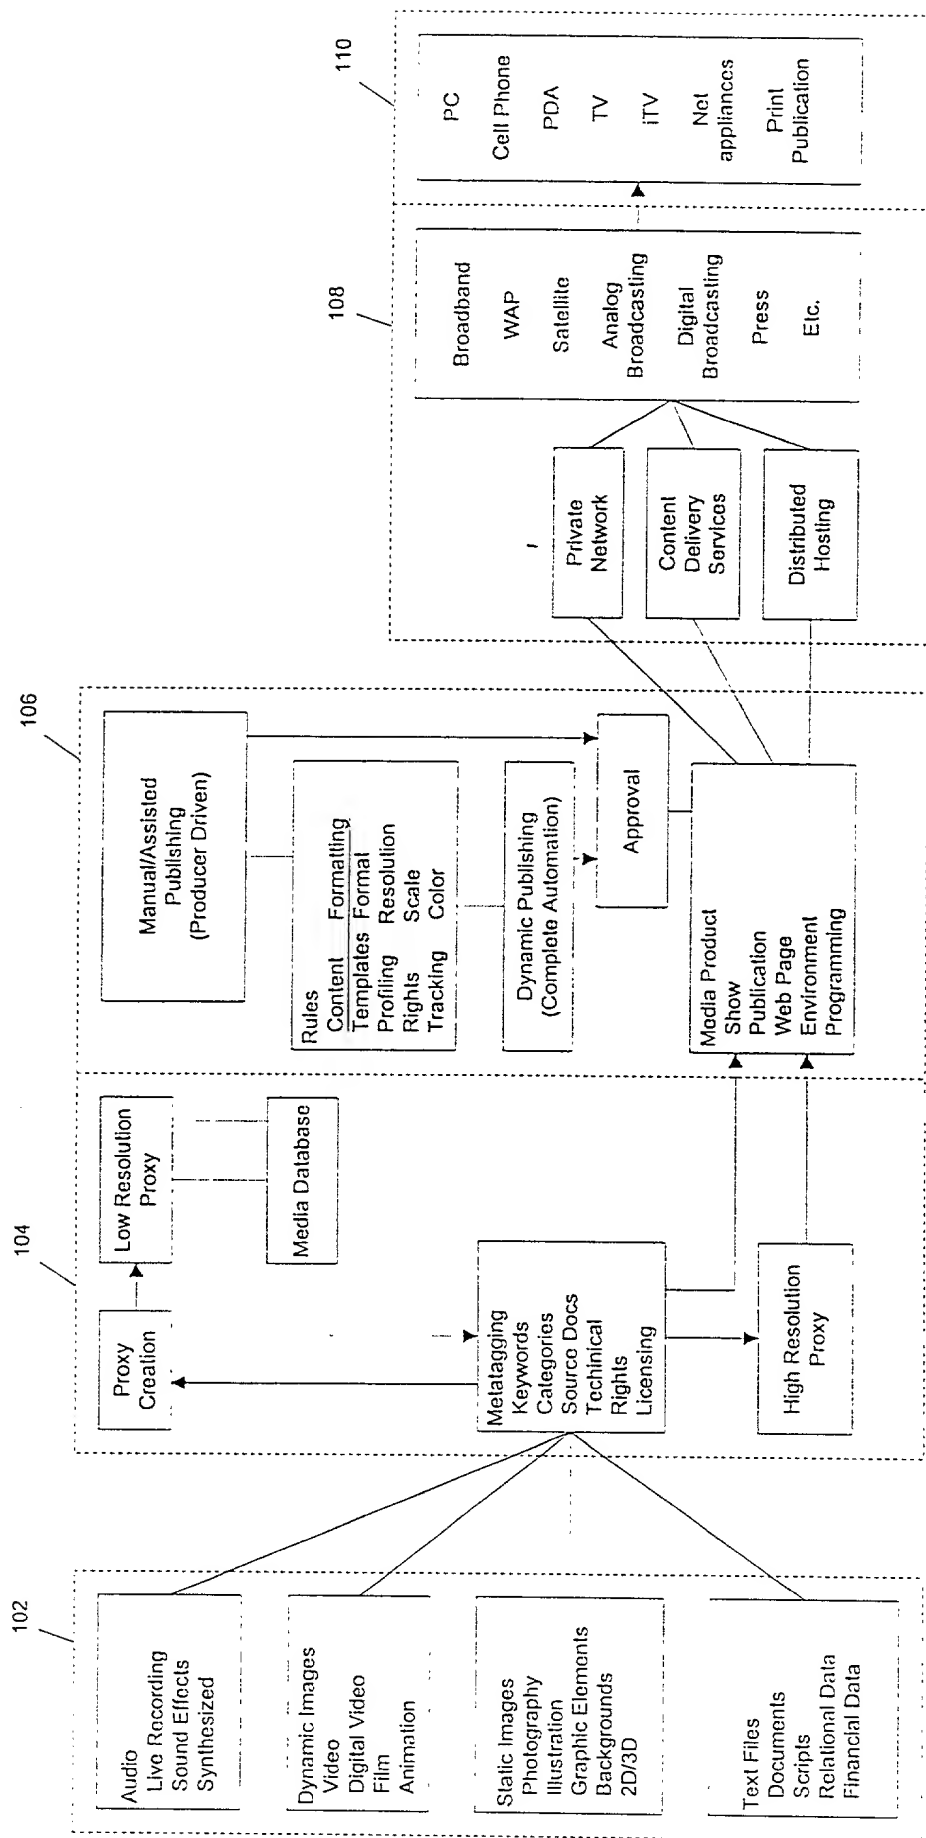 102
Audio
Live Recording
Sound Effects
Synthesized
Dynamic Images
Video
Digital Video
Film
Animation
Static Images
Photography
Illustration
Graphic Elements
Backgrounds
2D/3D
Text Files
Documents
Scripts
Relational Data
Financial Data
104
Proxy
Creation
Low Resolution
Proxy
Media Database
Metatagging
Keywords
Categories
Source Docs
Techinical
Rights
Licensing
High Resolution
Proxy
106
Manual/Assisted
Publishing
(Producer Driven)
Rules
Content Formatting
Templates Format
Profiling Resolution
Rights Scale
Tracking Color
Dynamic Publishing
(Complete Automation)
Approval
Media Product
Show
Publication
Web Page
Environment
Programming
108
Private
Network
Content
Delivery
Services
Distributed
Hosting
Broadband
WAP
Satellite
Analog
Broadcasting
Digital
Broadcasting
Press
Etc.
110
PC
Cell Phone
PDA
TV
iTV
Net
appliances
Print
Publication